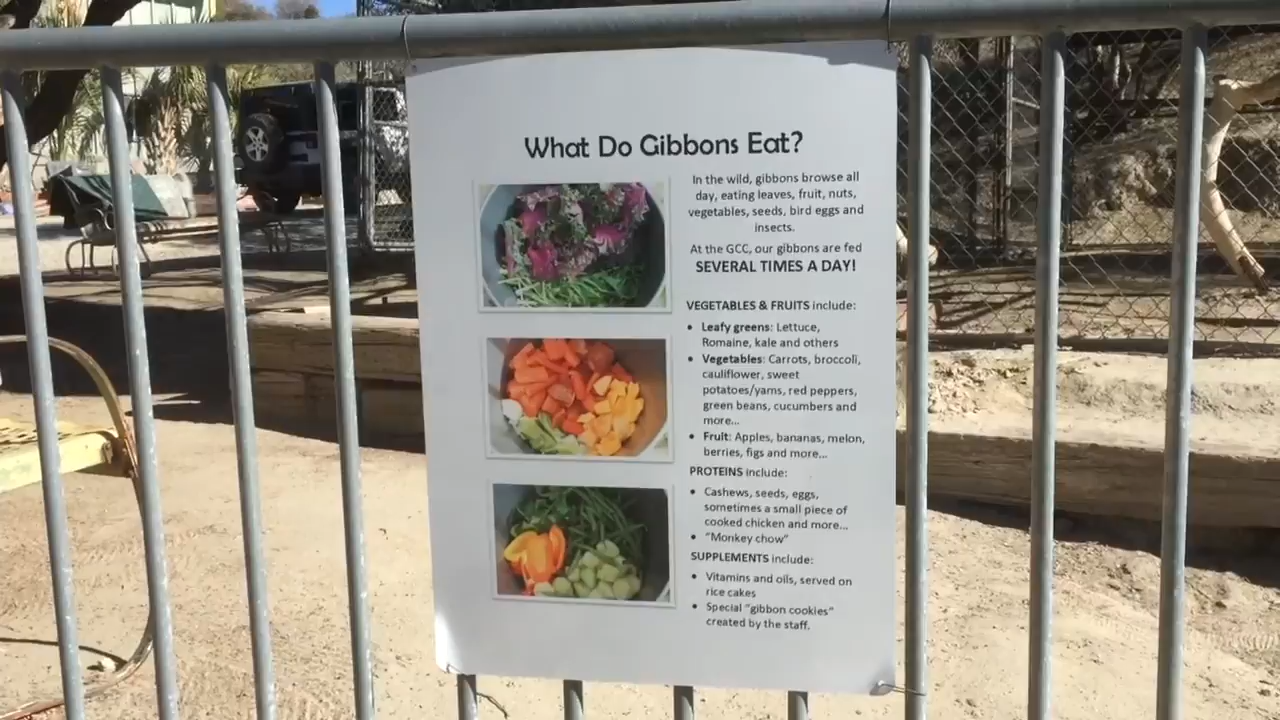 What Do Gibbons Eat?
In the wild, gibbons browse all
day, eating leaves, fruit, nuts,
vegetables, seeds, bird eggs and
insects.
At the GCC, our gibbons are fed
SEVERAL TIMES A DAY!
VEGETABLES & FRUITS include:
• Leafy greens: Lettuce,
Romaine, kale and others
• Vegetables: Carrots, broccoli,
cauliflower, sweet
potatoes/yams, red peppers,
green beans, cucumbers and
more...
• Fruit: Apples, bananas, melon,
berries, figs and more...
PROTEINS include:
• Cashews, seeds, eggs,
sometimes a small piece of
cooked chicken and more...
• "Monkey chow"
SUPPLEMENTS include:
• Vitamins and oils, served on
rice cakes
• Special "gibbon cookies"
created by the staff.